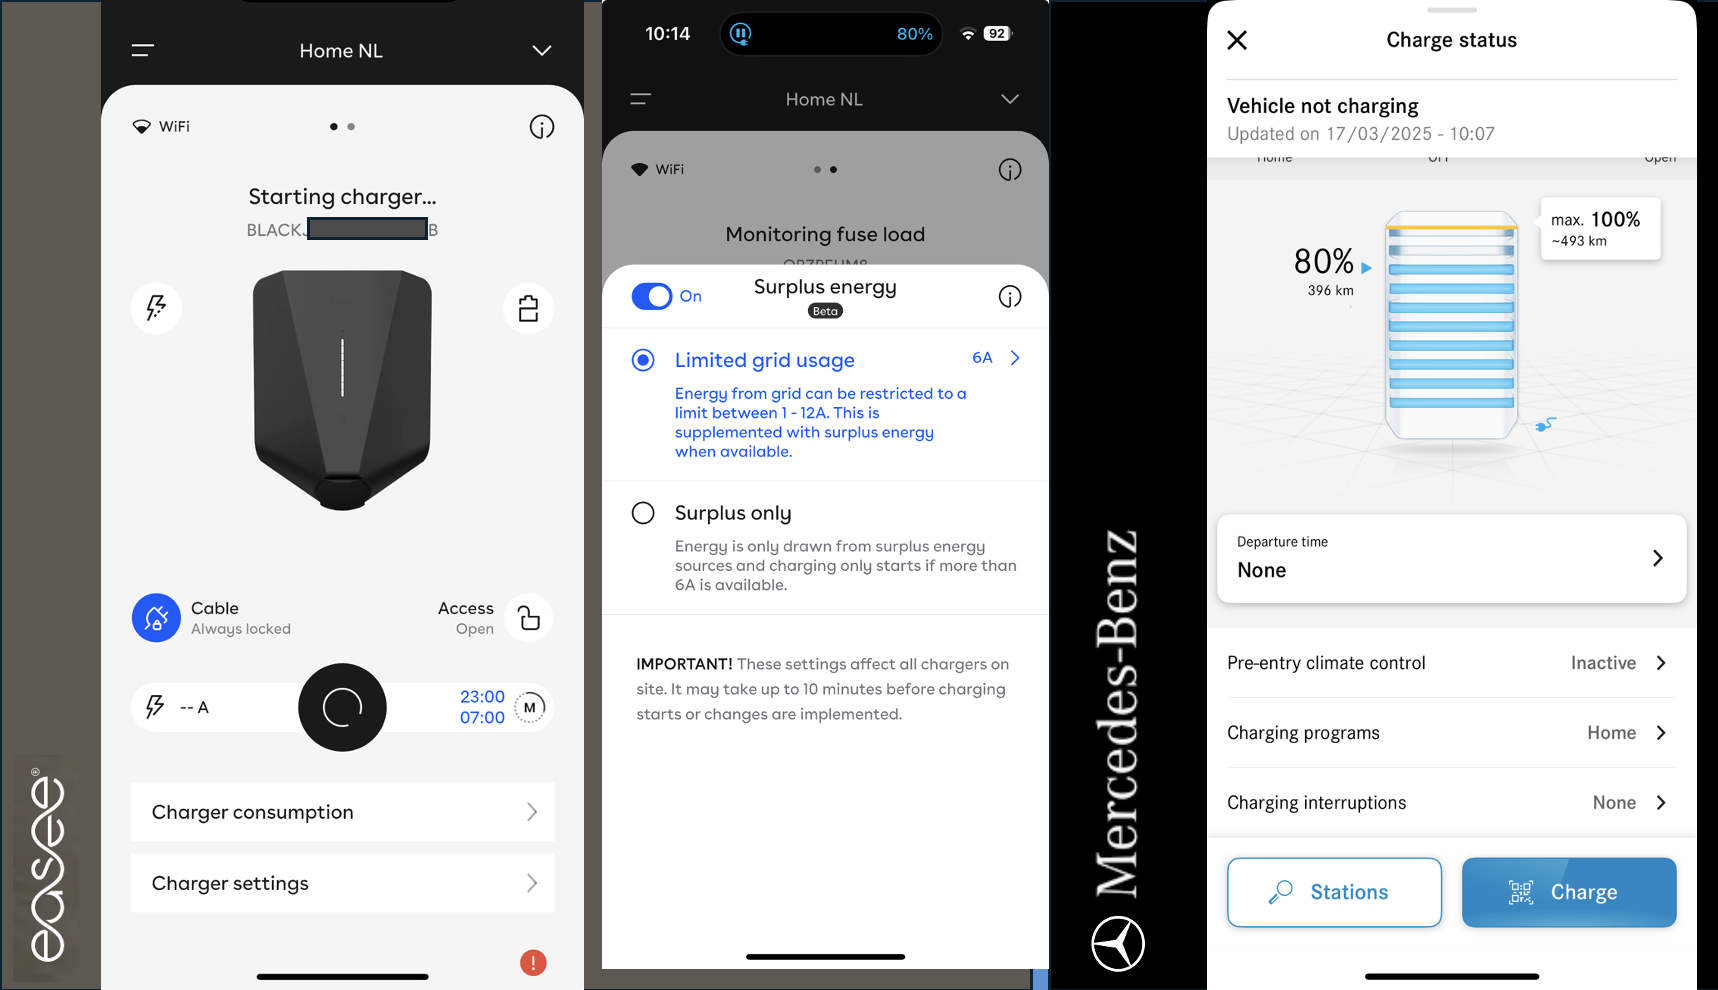 Home NL
WiFi
Starting charger...
BLACKJ B
Cable
Always locked
Access
Open
-- A
23:00
07:00
M
Charger consumption
Charger settings
!
easee
10:14
80%
92
Home NL
WiFi
Monitoring fuse load
On
Surplus energy
Beta
Limited grid usage
6A
Energy from grid can be restricted to a
limit between 1 - 12A. This is
supplemented with surplus energy
when available.
Surplus only
Energy is only drawn from surplus energy
sources and charging only starts if more than
6A is available.
IMPORTANT! These settings affect all chargers on
site. It may take up to 10 minutes before charging
starts or changes are implemented.
Mercedes-Benz
Charge status
Vehicle not charging
Updated on 17/03/2025 - 10:07
Home
Open
max. 100%
~493 km
80%
396 km
Departure time
None
Pre-entry climate control
Inactive
Charging programs
Home
Charging interruptions
None
Stations
Charge